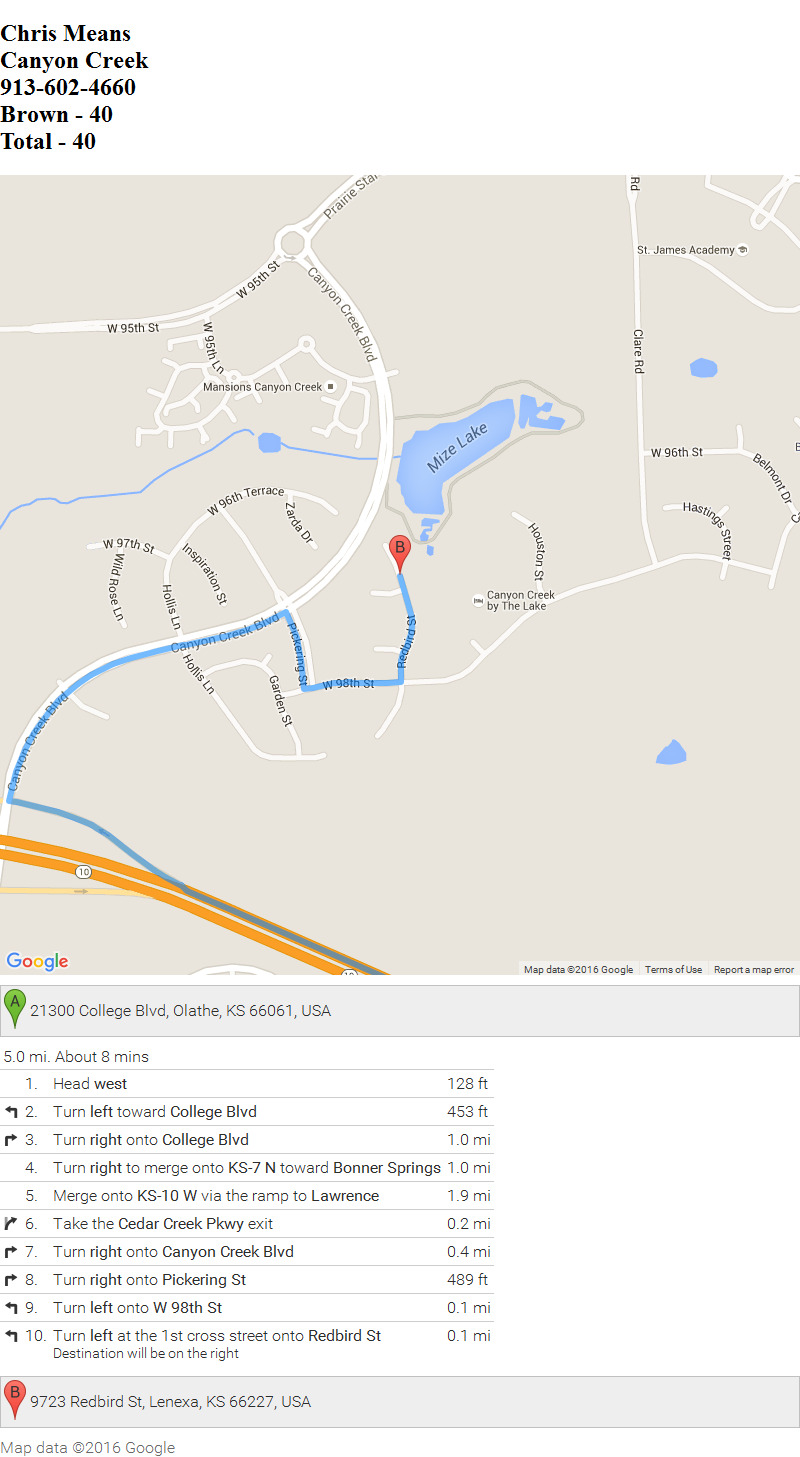 Chris Means
Canyon Creek
913-602-4660
Brown - 40
Total - 40
Rd
Prairie Star
St. James Academy
W 95th St
Canyon Creek Blvd
W 95th St
W 95th Ln
Clare Rd
Mansions Canyon Creek
Mize Lake
W 96th St
Belmont Dr
W 96th Terrace
Zarda Dr
Hastings Street
W 97th St
Inspiration St
Houston St
B
Wild Rose Ln
Hollis Ln
Canyon Creek
by The Lake
Canyon Creek Blvd
Pickering St
Redbird St
Hollis Ln
Garden St
W 98th St
Canyon Creek Blvd
10
10
Google
Map data ©2016 Google Terms of Use Report a map error
A 21300 College Blvd, Olathe, KS 66061, USA
5.0 mi. About 8 mins
1. Head west 128 ft
2. Turn left toward College Blvd 453 ft
3. Turn right onto College Blvd 1.0 mi
4. Turn right to merge onto KS-7 N toward Bonner Springs 1.0 mi
5. Merge onto KS-10 W via the ramp to Lawrence 1.9 mi
6. Take the Cedar Creek Pkwy exit 0.2 mi
7. Turn right onto Canyon Creek Blvd 0.4 mi
8. Turn right onto Pickering St 489 ft
9. Turn left onto W 98th St 0.1 mi
10. Turn left at the 1st cross street onto Redbird St 0.1 mi
Destination will be on the right
B 9723 Redbird St, Lenexa, KS 66227, USA
Map data ©2016 Google